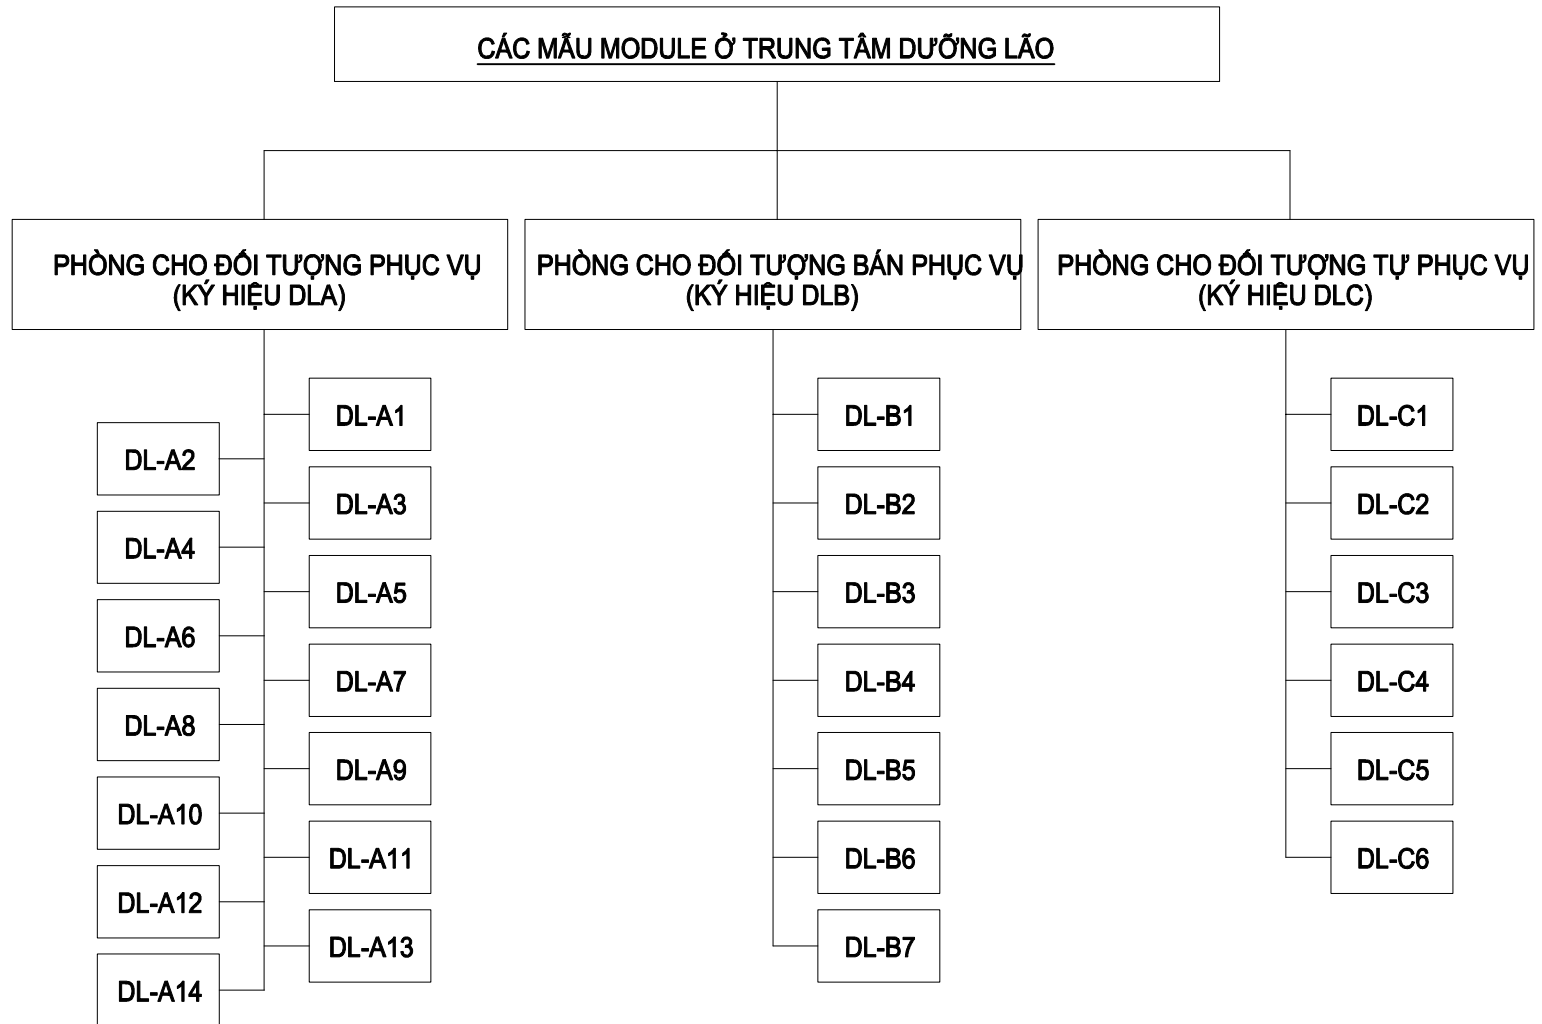 CÁC MẪU MODULE Ở TRUNG TÂM DƯỠNG LÃO
PHÒNG CHO ĐỐI TƯỢNG PHỤC VỤ
(KÝ HIỆU DLA)
PHÒNG CHO ĐỐI TƯỢNG BÁN PHỤC VỤ
(KÝ HIỆU DLB)
PHÒNG CHO ĐỐI TƯỢNG TỰ PHỤC VỤ
(KÝ HIỆU DLC)
DL-A1
DL-A2
DL-A3
DL-A4
DL-A5
DL-A6
DL-A7
DL-A8
DL-A9
DL-A10
DL-A11
DL-A12
DL-A13
DL-A14
DL-B1
DL-B2
DL-B3
DL-B4
DL-B5
DL-B6
DL-B7
DL-C1
DL-C2
DL-C3
DL-C4
DL-C5
DL-C6